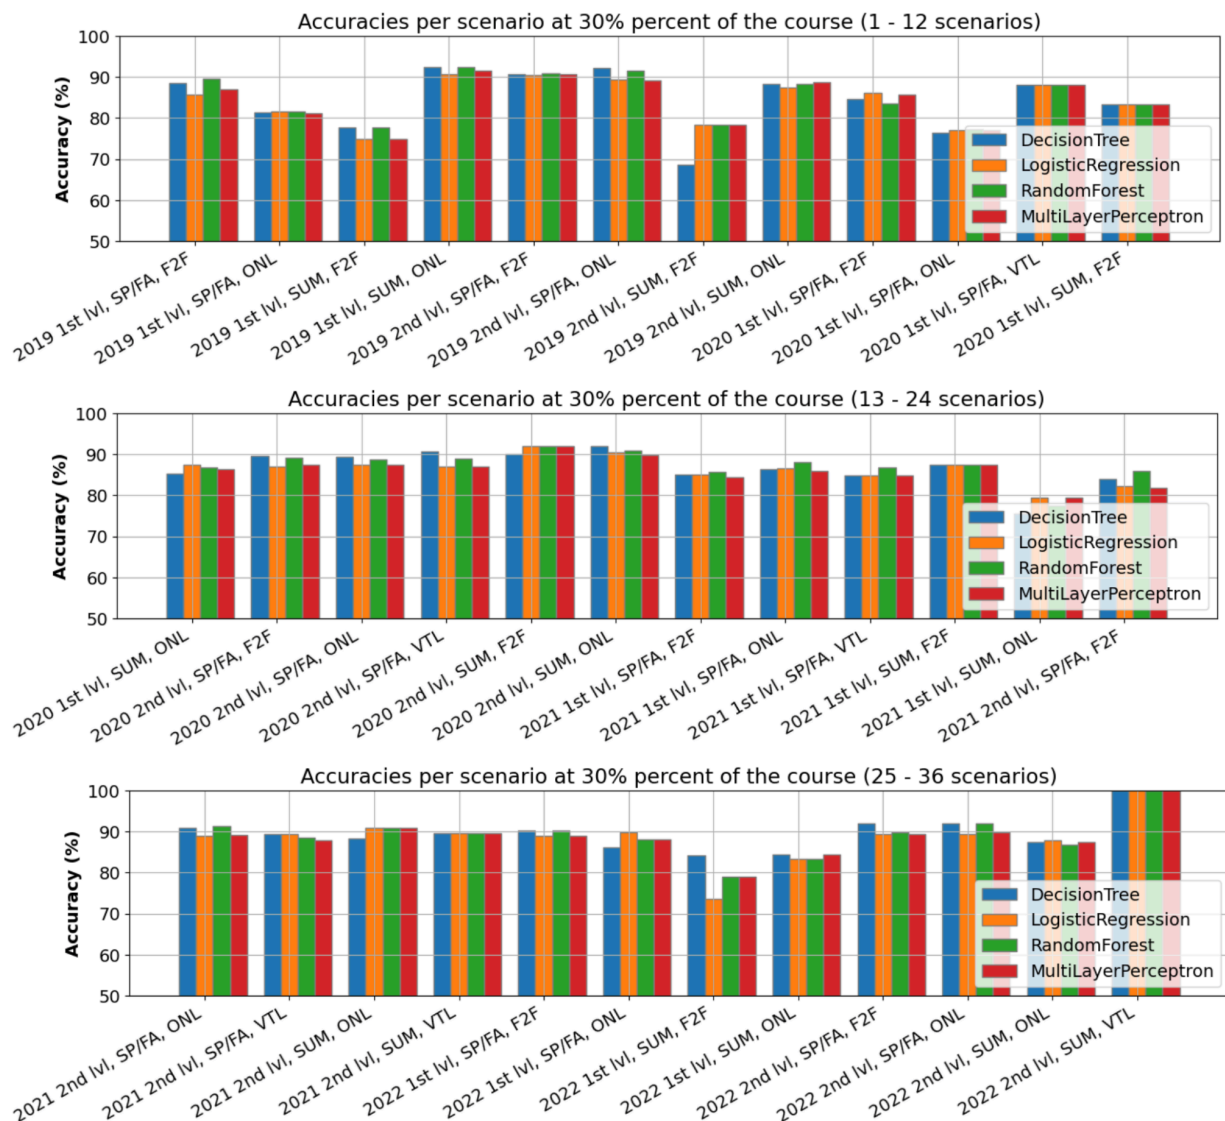 Accuracies per scenario at 30% percent of the course (1 - 12 scenarios)
Accuracy (%)
100
90
80
70
60
50
DecisionTree
LogisticRegression
RandomForest
MultiLayerPerceptron
2019 1st lvl, SP/FA, F2F
2019 1st lvl, SP/FA, ONL
2019 1st lvl, SUM, F2F
2019 1st lvl, SUM, ONL
2019 2nd lvl, SP/FA, F2F
2019 2nd lvl, SP/FA, ONL
2019 2nd lvl, SUM, F2F
2019 2nd lvl, SUM, ONL
2020 1st lvl, SP/FA, F2F
2020 1st lvl, SP/FA, ONL
2020 1st lvl, SP/FA, VTL
2020 1st lvl, SUM, F2F
Accuracies per scenario at 30% percent of the course (13 - 24 scenarios)
Accuracy (%)
100
90
80
70
60
50
DecisionTree
LogisticRegression
RandomForest
MultiLayerPerceptron
2020 1st lvl, SUM, ONL
2020 2nd lvl, SP/FA, F2F
2020 2nd lvl, SP/FA, ONL
2020 2nd lvl, SP/FA, VTL
2020 2nd lvl, SUM, F2F
2020 2nd lvl, SUM, ONL
2021 1st lvl, SP/FA, F2F
2021 1st lvl, SP/FA, ONL
2021 1st lvl, SP/FA, VTL
2021 1st lvl, SUM, F2F
2021 1st lvl, SUM, ONL
2021 2nd lvl, SP/FA, F2F
Accuracies per scenario at 30% percent of the course (25 - 36 scenarios)
Accuracy (%)
100
90
80
70
60
50
DecisionTree
LogisticRegression
RandomForest
MultiLayerPerceptron
2021 2nd lvl, SP/FA, ONL
2021 2nd lvl, SP/FA, VTL
2021 2nd lvl, SUM, ONL
2021 2nd lvl, SUM, VTL
2022 1st lvl, SP/FA, F2F
2022 1st lvl, SP/FA, ONL
2022 1st lvl, SUM, F2F
2022 1st lvl, SUM, ONL
2022 2nd lvl, SP/FA, F2F
2022 2nd lvl, SP/FA, ONL
2022 2nd lvl, SUM, ONL
2022 2nd lvl, SUM, VTL